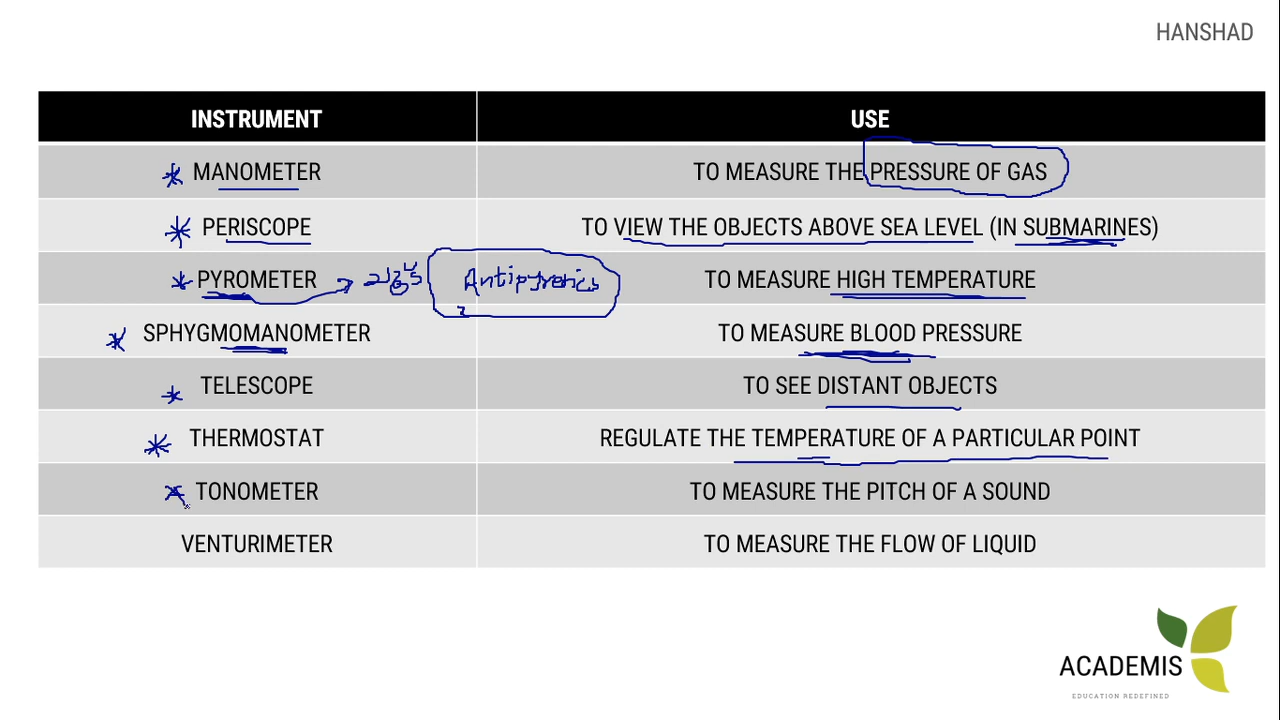 HANSHAD
INSTRUMENT USE
MANOMETER TO MEASURE THE PRESSURE OF GAS
PERISCOPE TO VIEW THE OBJECTS ABOVE SEA LEVEL (IN SUBMARINES)
PYROMETER Antipyretics TO MEASURE HIGH TEMPERATURE
SPHYGMOMANOMETER TO MEASURE BLOOD PRESSURE
TELESCOPE TO SEE DISTANT OBJECTS
THERMOSTAT REGULATE THE TEMPERATURE OF A PARTICULAR POINT
TONOMETER TO MEASURE THE PITCH OF A SOUND
VENTURIMETER TO MEASURE THE FLOW OF LIQUID
ACADEMIS
EDUCATION REDEFINED